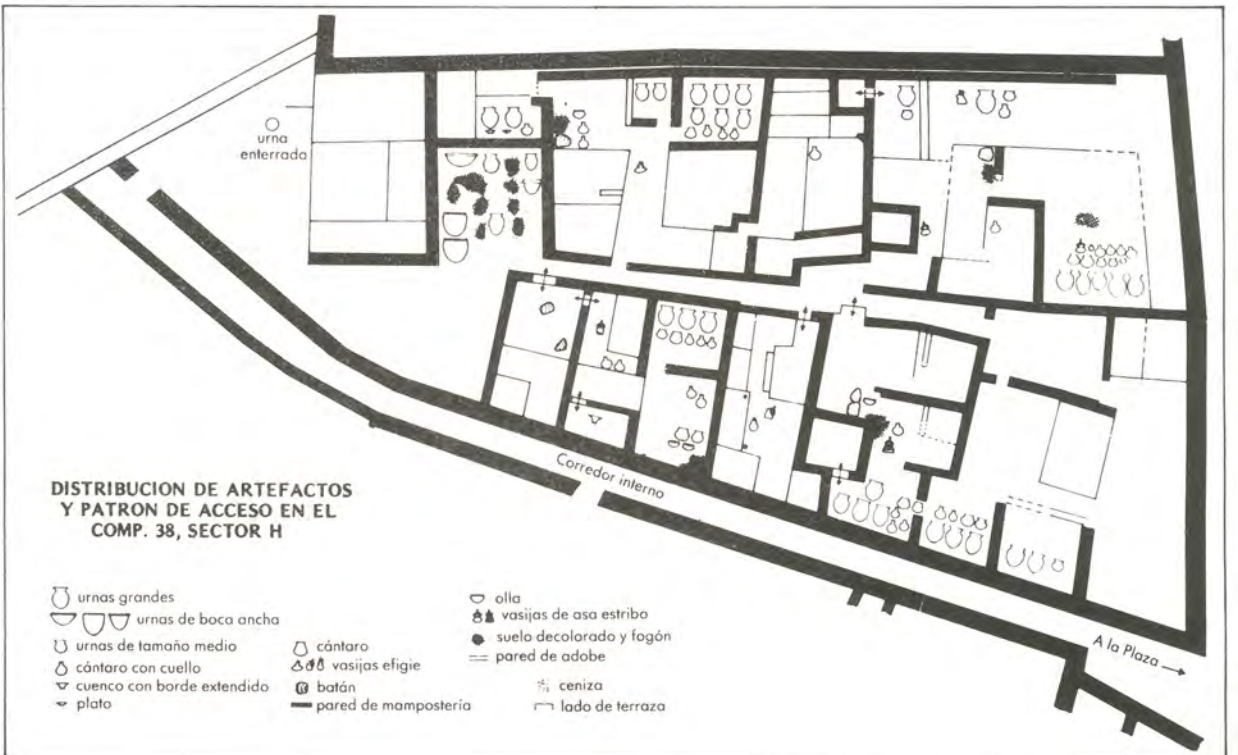 urna
enterrada
Corredor interno
A la Plaza
DISTRIBUCION DE ARTEFACTOS
Y PATRON DE ACCESO EN EL
COMP. 38, SECTOR H
urnas grandes
urnas de boca ancha
urnas de tamaño medio
cántaro con cuello
cuenco con borde extendido
plato
cántaro
vasijas efigie
batán
pared de mampostería
olla
vasijas de asa estribo
suelo decolorado y fogón
pared de adobe
ceniza
lado de terraza